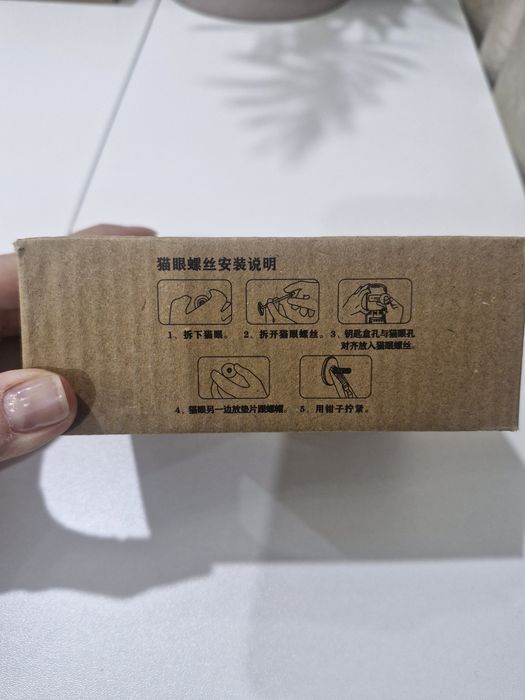 猫眼螺丝安装说明
1、拆下猫眼。 2、拆开猫眼螺丝。 3、钥匙盒孔与猫眼孔
对齐放入猫眼螺丝。
4、猫眼另一边放垫片跟螺帽。 5、用钳子拧紧。